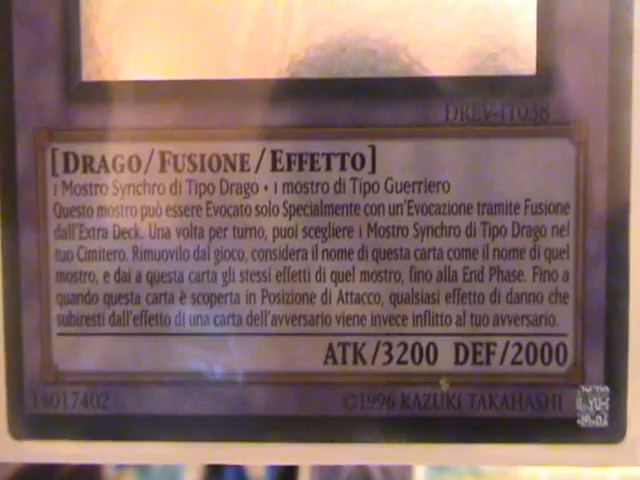 DREV-IT038
[DRAGO/FUSIONE/EFFETTO]
1 Mostro Synchro di Tipo Drago • 1 mostro di Tipo Guerriero
Questo mostro può essere Evocato solo Specialmente con un'Evocazione tramite Fusione
dall'Extra Deck. Una volta per turno, puoi scegliere 1 Mostro Synchro di Tipo Drago nel
tuo Cimitero. Rimuovilo dal gioco, considera il nome di questa carta come il nome di quel
mostro, e dai a questa carta gli stessi effetti di quel mostro, fino alla End Phase. Fino a
quando questa carta è scoperta in Posizione di Attacco, qualsiasi effetto di danno che
subiresti dall'effetto di una carta dell'avversario viene invece inflitto al tuo avversario.
ATK/3200 DEF/2000
14017402 ©1996 KAZUKI TAKAHASHI